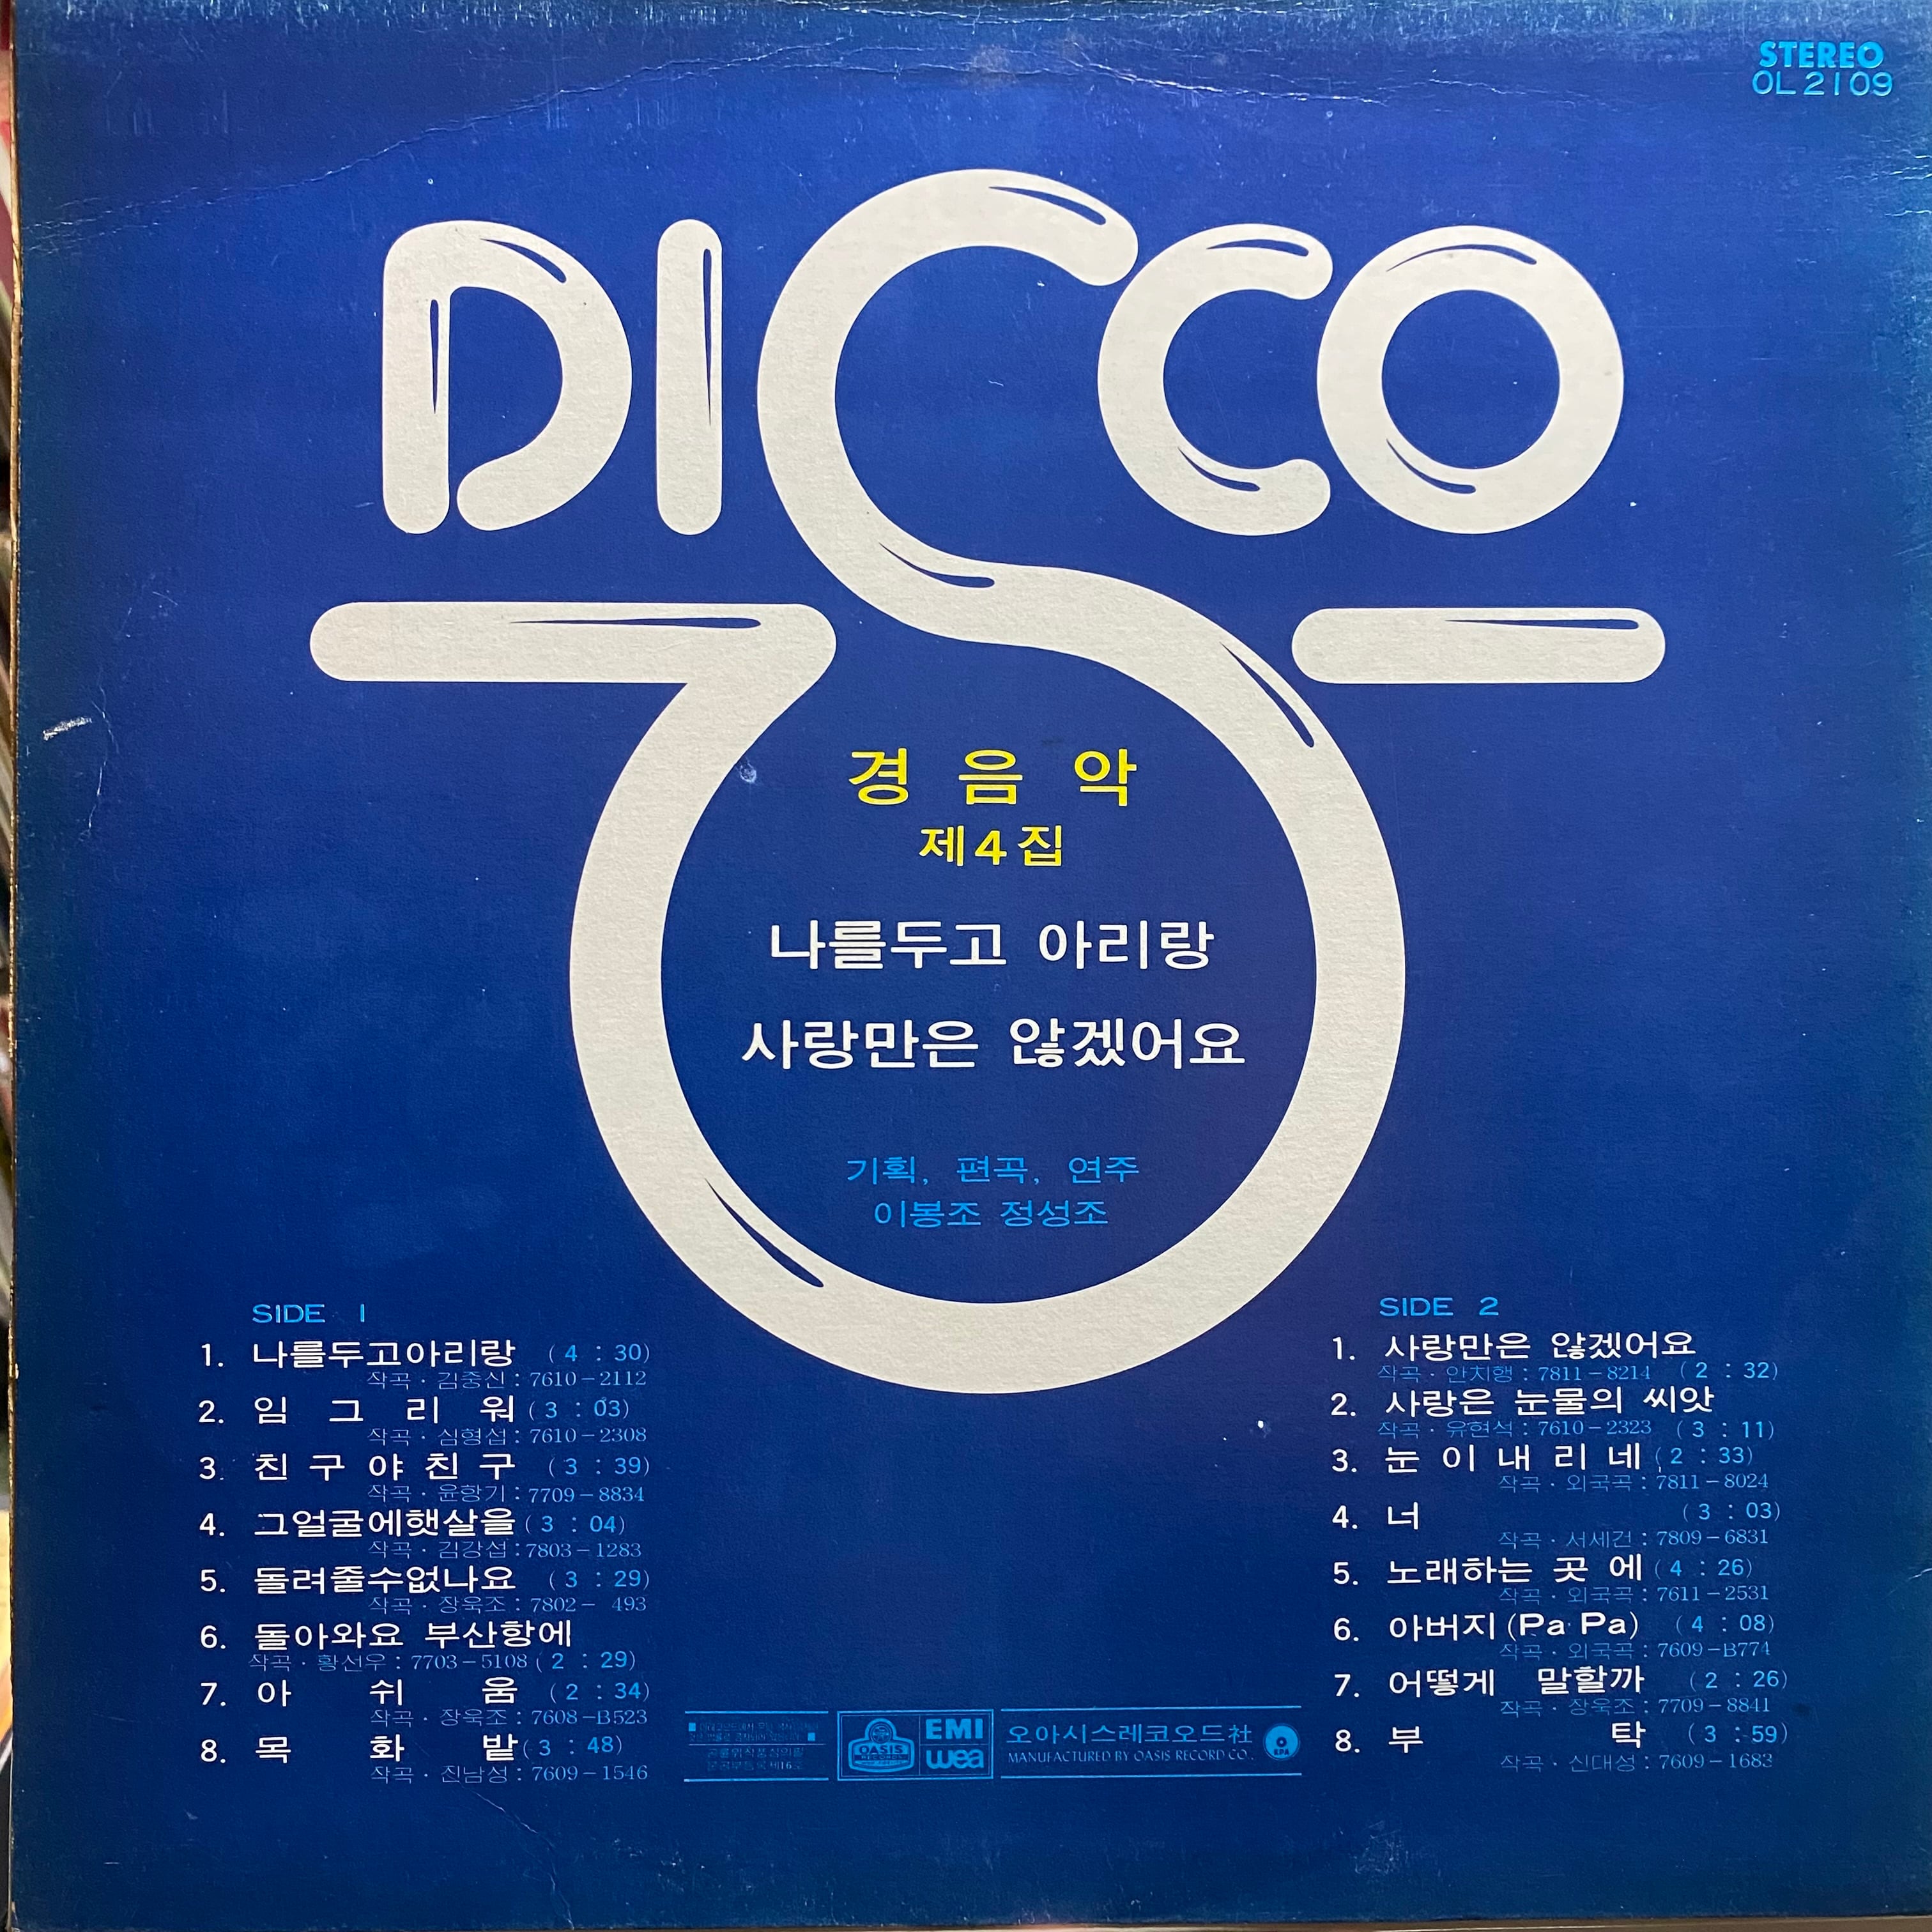 STEREO
OL2109
DISCO
경음악
제4집
나를두고 아리랑
사랑만은 않겠어요
기획, 편곡, 연주
이봉조 정성조
SIDE 1
1. 나를두고아리랑 (4:30)
작곡·김중신:7610-2112
2. 임그리워 (3:03)
작곡·심형섭:7610-2308
3. 친구야친구 (3:39)
작곡·윤항기:7709-8834
4. 그얼굴에햇살을 (3:04)
작곡·김강섭:7803-1283
5. 돌려줄수없나요 (3:29)
작곡·장욱조:7802-493
6. 돌아와요 부산항에
작곡·황선우:7703-5108 (2:29)
7. 아쉬움 (2:34)
작곡·장욱조:7608-B523
8. 목화밭 (3:48)
작곡·진남성:7609-1546
SIDE 2
1. 사랑만은 않겠어요
작곡·안치행:7811-8214 (2:32)
2. 사랑은 눈물의 씨앗
작곡·유현석:7610-2323 (3:11)
3. 눈이내리네 (2:33)
작곡·외국곡:7811-8024
4. 너 (3:03)
작곡·서세건:7809-6831
5. 노래하는 곳에 (4:26)
작곡·외국곡:7611-2531
6. 아버지(Pa Pa) (4:08)
작곡·외국곡:7609-B774
7. 어떻게 말할까 (2:26)
작곡·장욱조:7709-8841
8. 부탁 (3:59)
작곡·신대성:7609-1683
OASIS
EMI
wea
오아시스레코오드社
MANUFACTURED BY OASIS RECORD CO.,